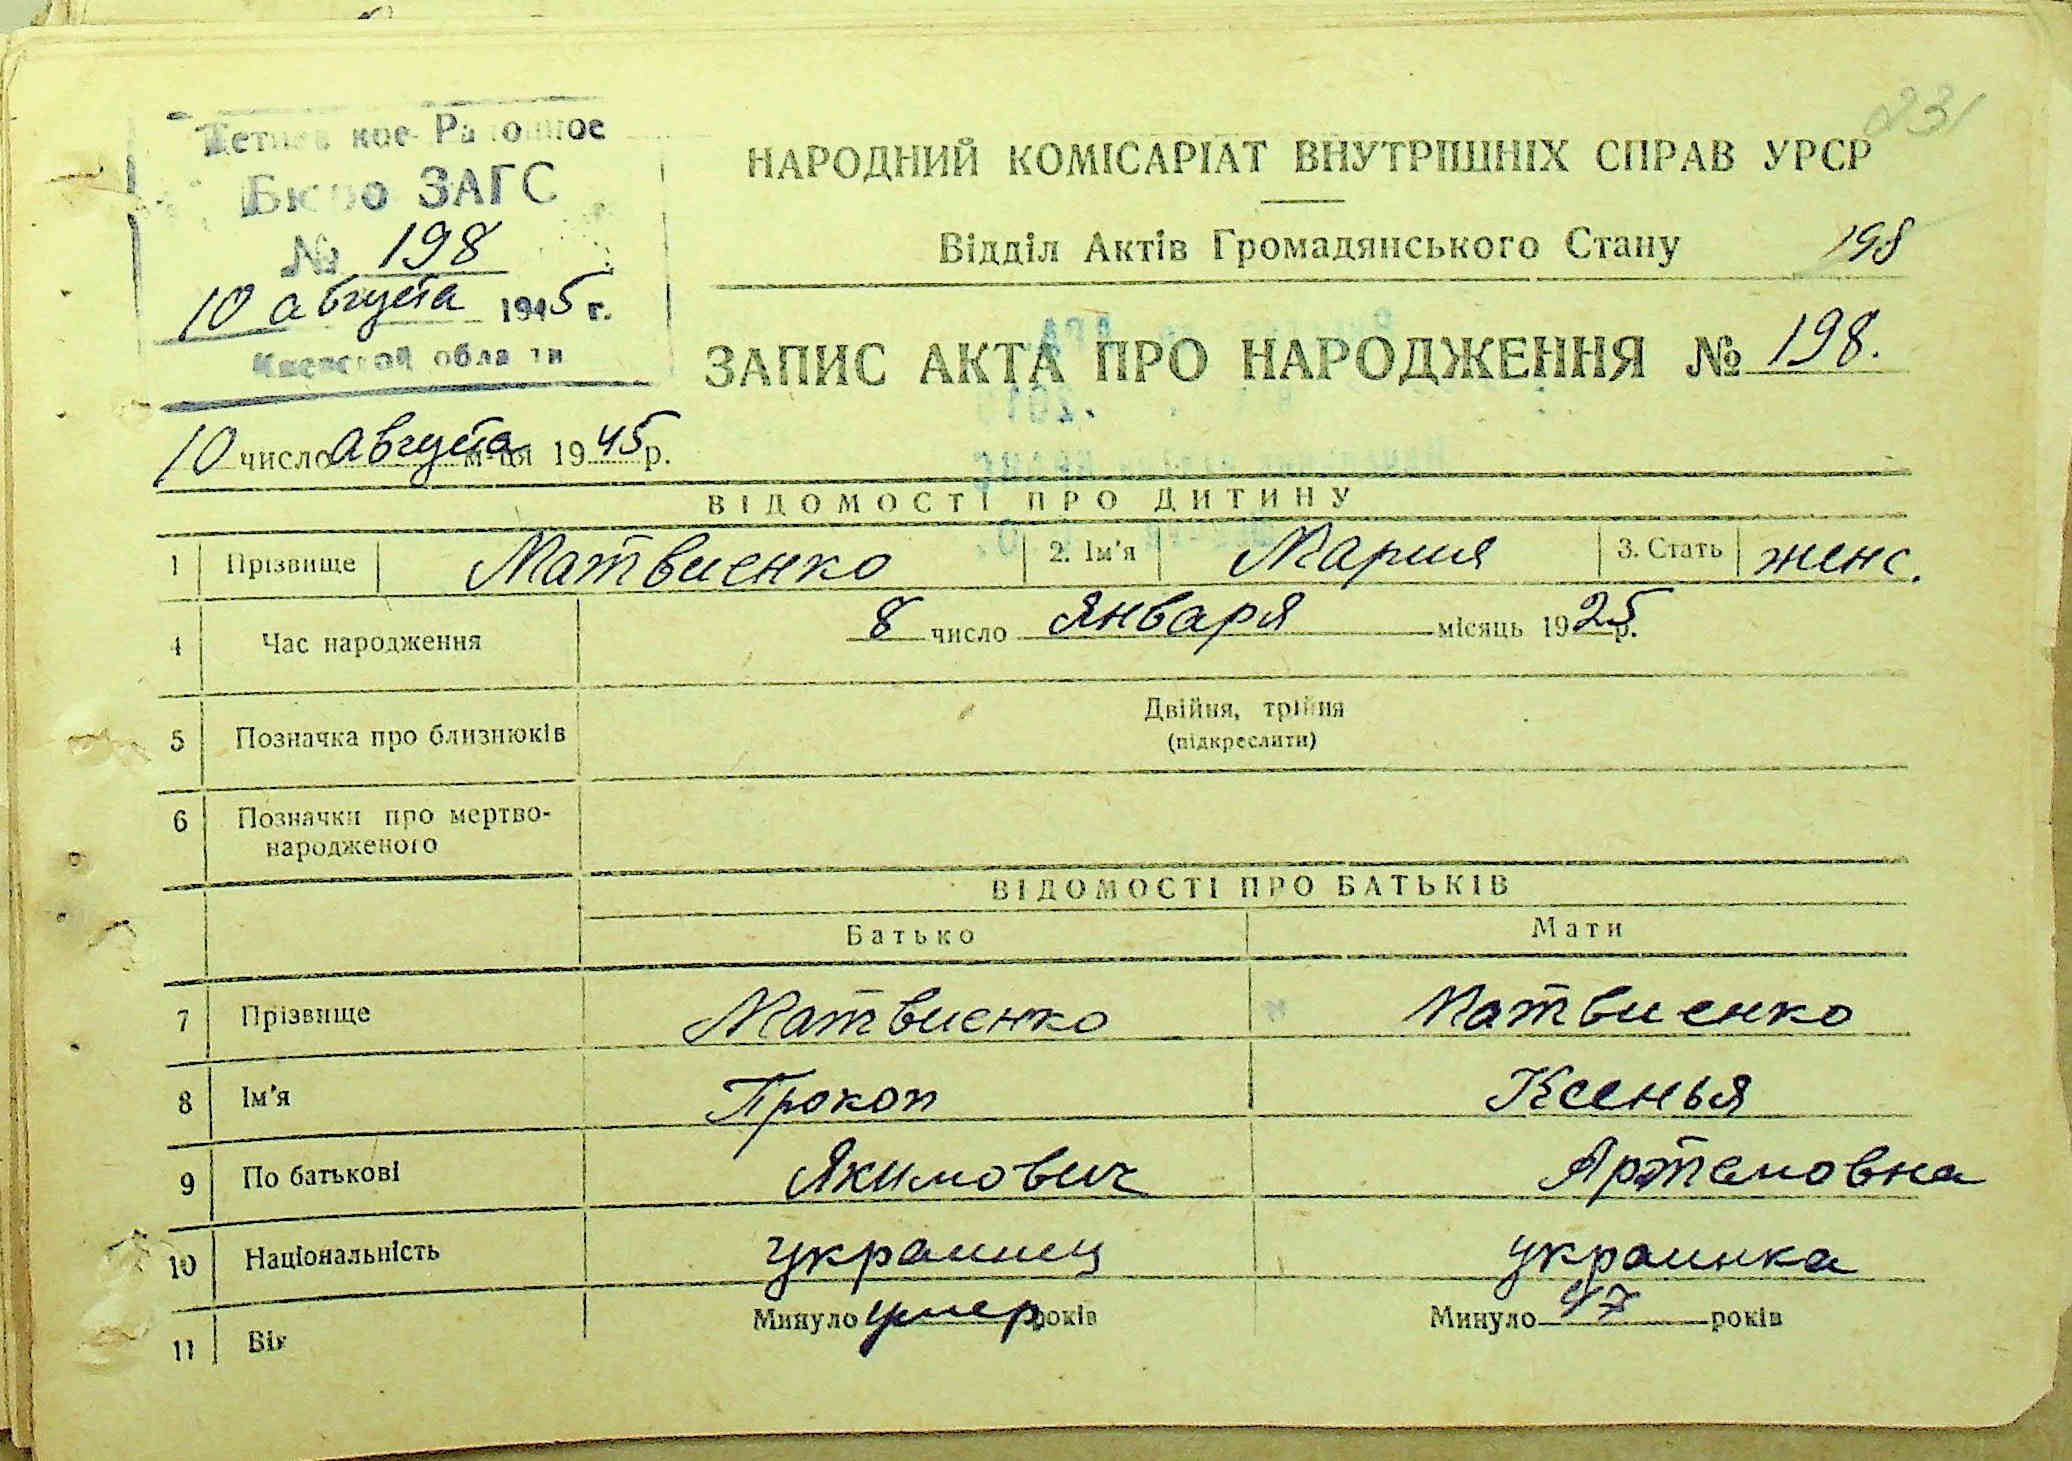 231
Бюро ЗАГС
№ 198
10 августа 1945 г.
Киевской области
НАРОДНИЙ КОМІСАРІАТ ВНУТРІШНІХ СПРАВ УРСР
Відділ Актів Громадянського Стану 198
ЗАПИС АКТА ПРО НАРОДЖЕННЯ № 198.
10 число августа м-ця 1945 р.
ВІДОМОСТІ ПРО ДИТИНУ
1 Прізвище Матвиенко 2. Ім'я Мария 3. Стать женс.
4 Час народження 8 число Января місяць 1925 р.
5 Позначка про близнюків Двійня, трійня
(підкреслити)
6 Позначки про мертво-
народженого
ВІДОМОСТІ ПРО БАТЬКІВ
Батько Мати
7 Прізвище Матвиенко Матвиенко
8 Ім'я Прокоп Ксенья
9 По батькові Якимович Артемовна
10 Національність украинец украинка
11 Вік Минуло умер років Минуло 47 років